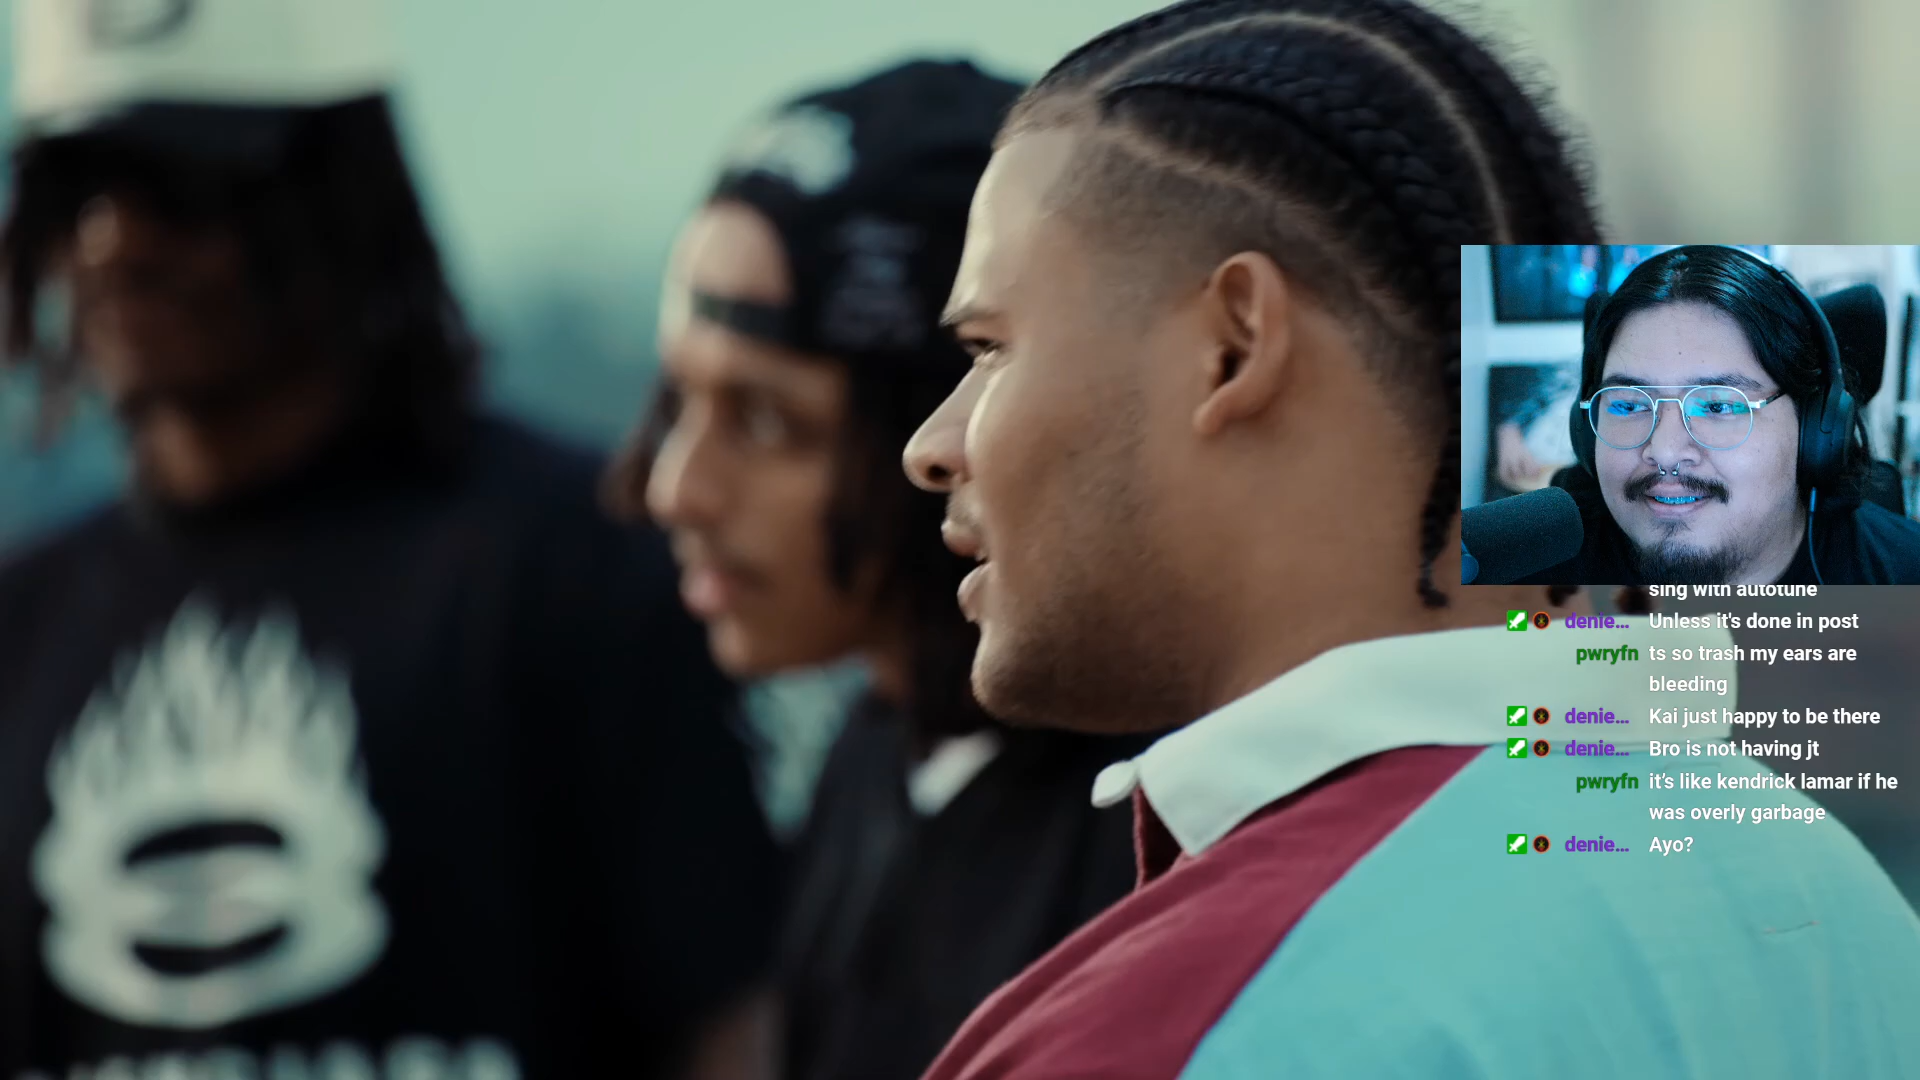 sing with autotune
denie... Unless it's done in post
pwryfn ts so trash my ears are
bleeding
denie... Kai just happy to be there
denie... Bro is not having jt
pwryfn it's like kendrick lamar if he
was overly garbage
denie... Ayo?